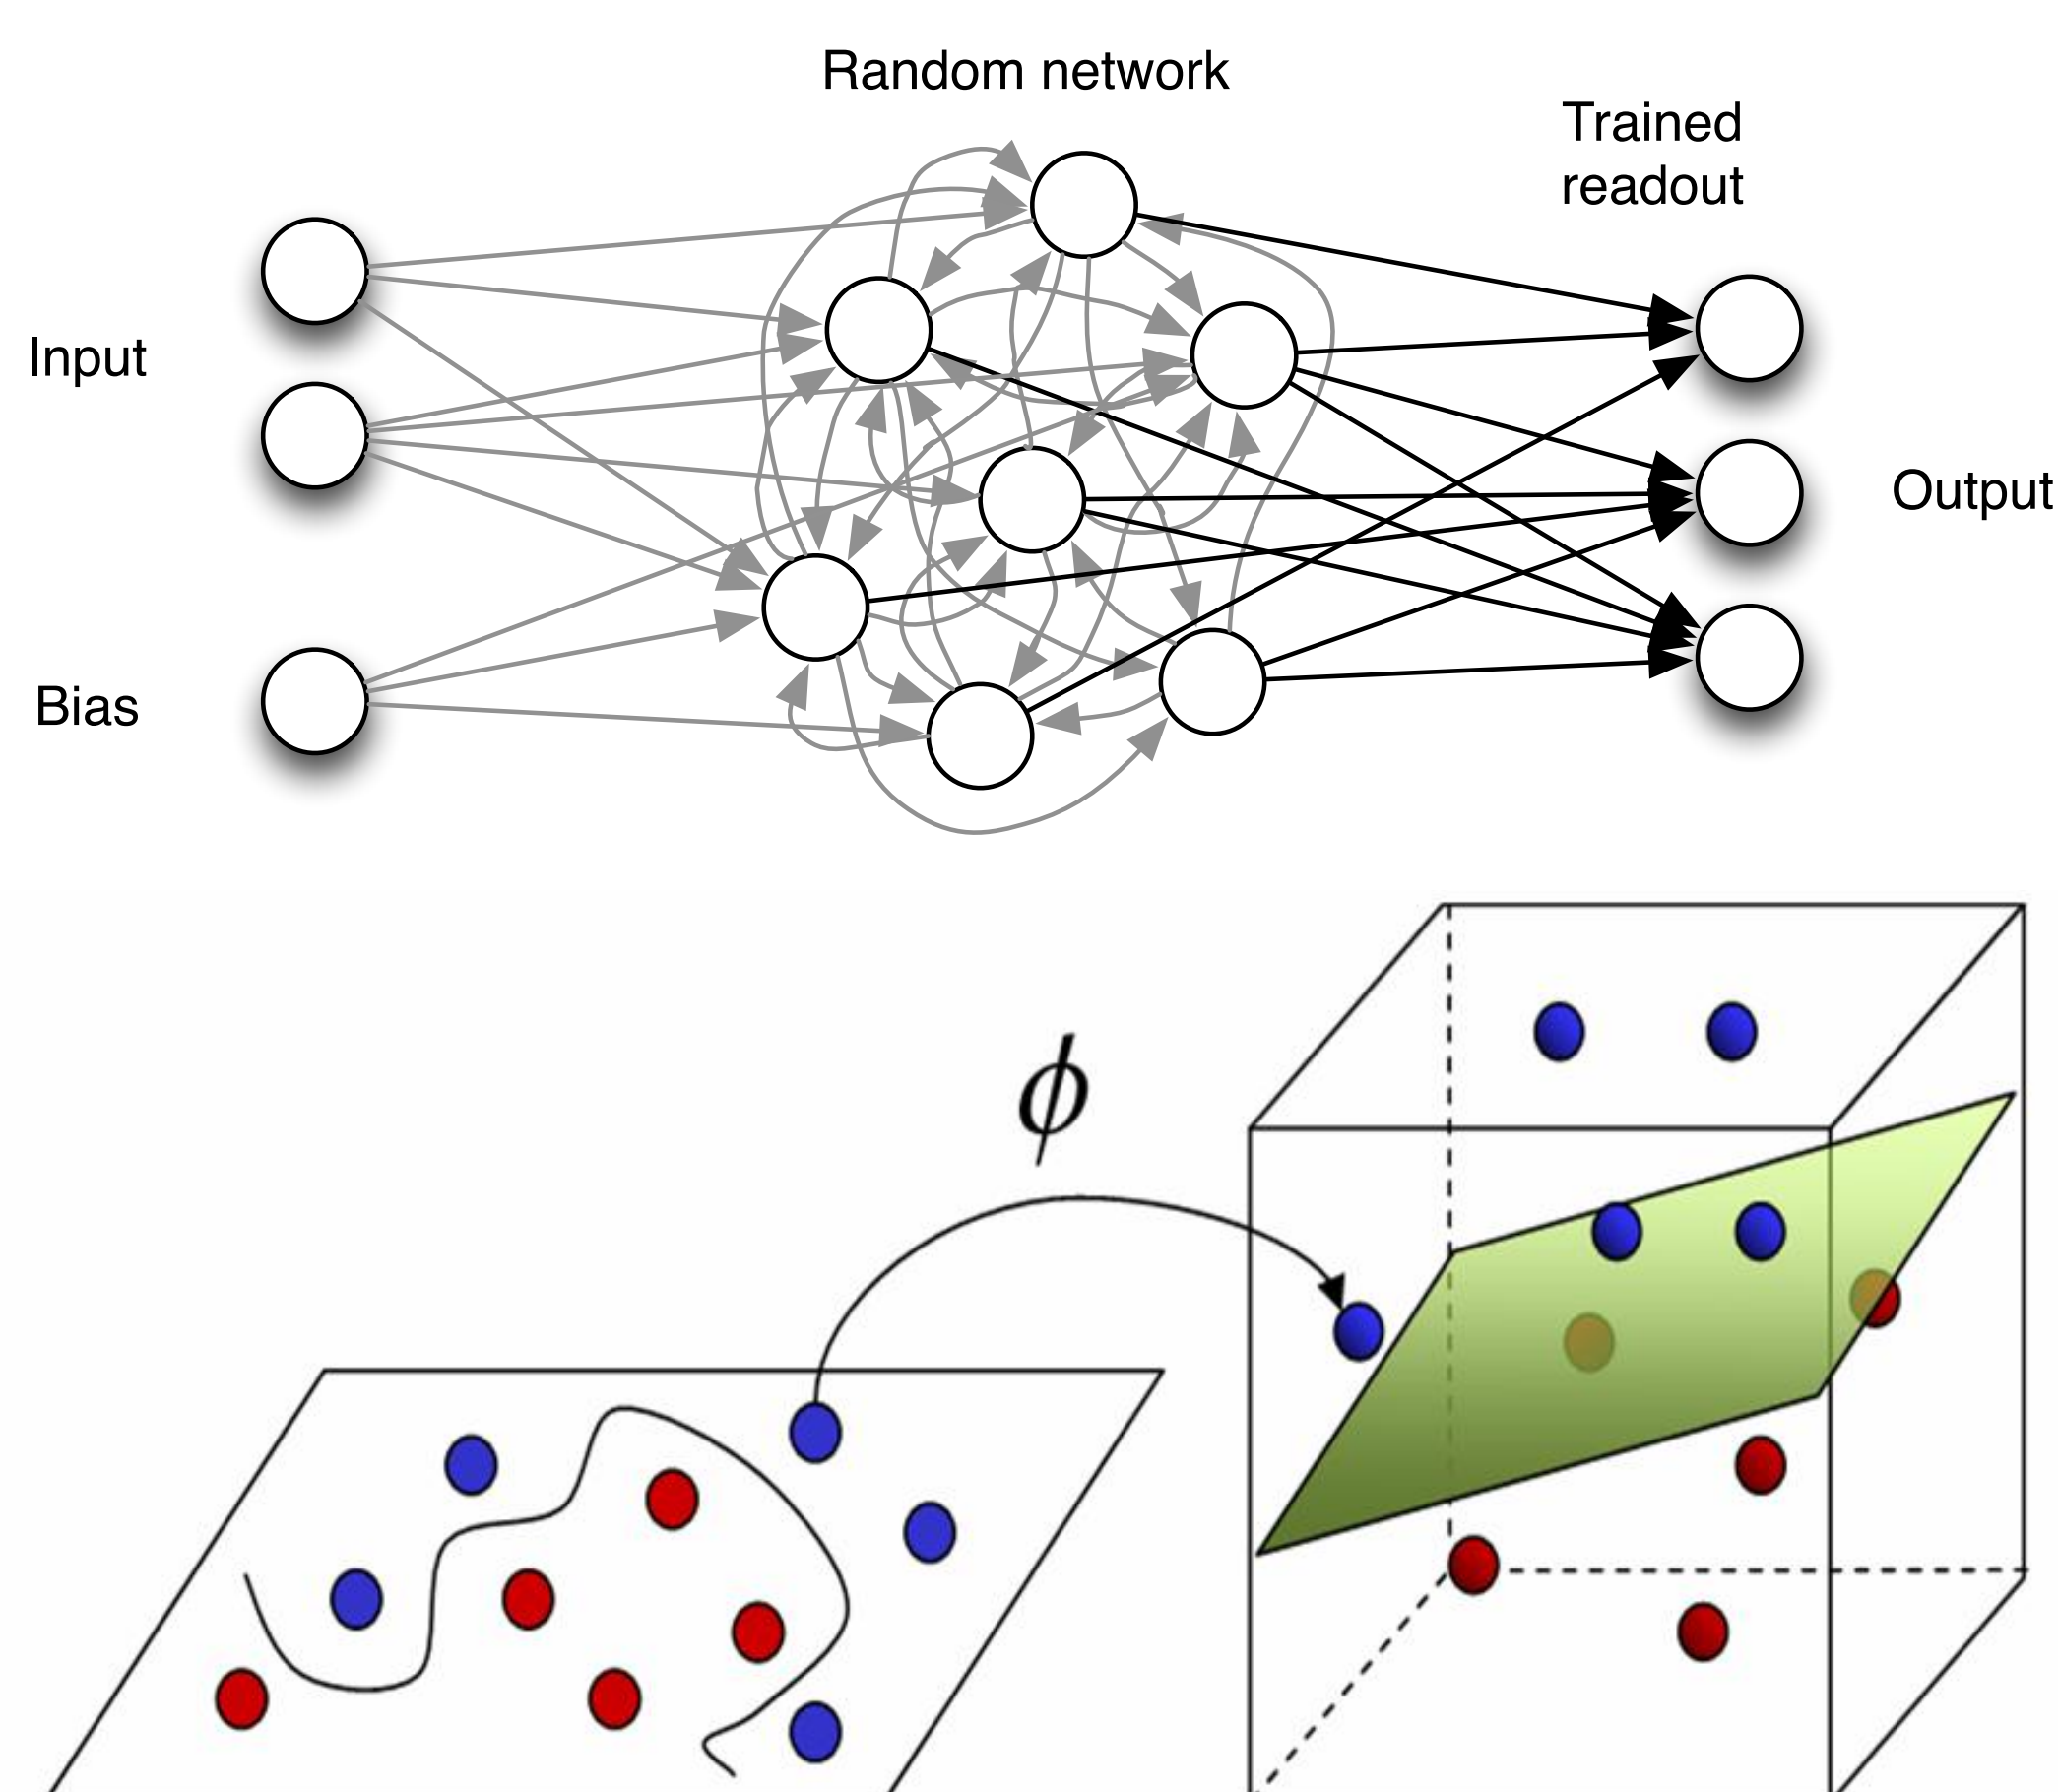 Random network
Trained
readout
Input
Output
Bias
ϕ